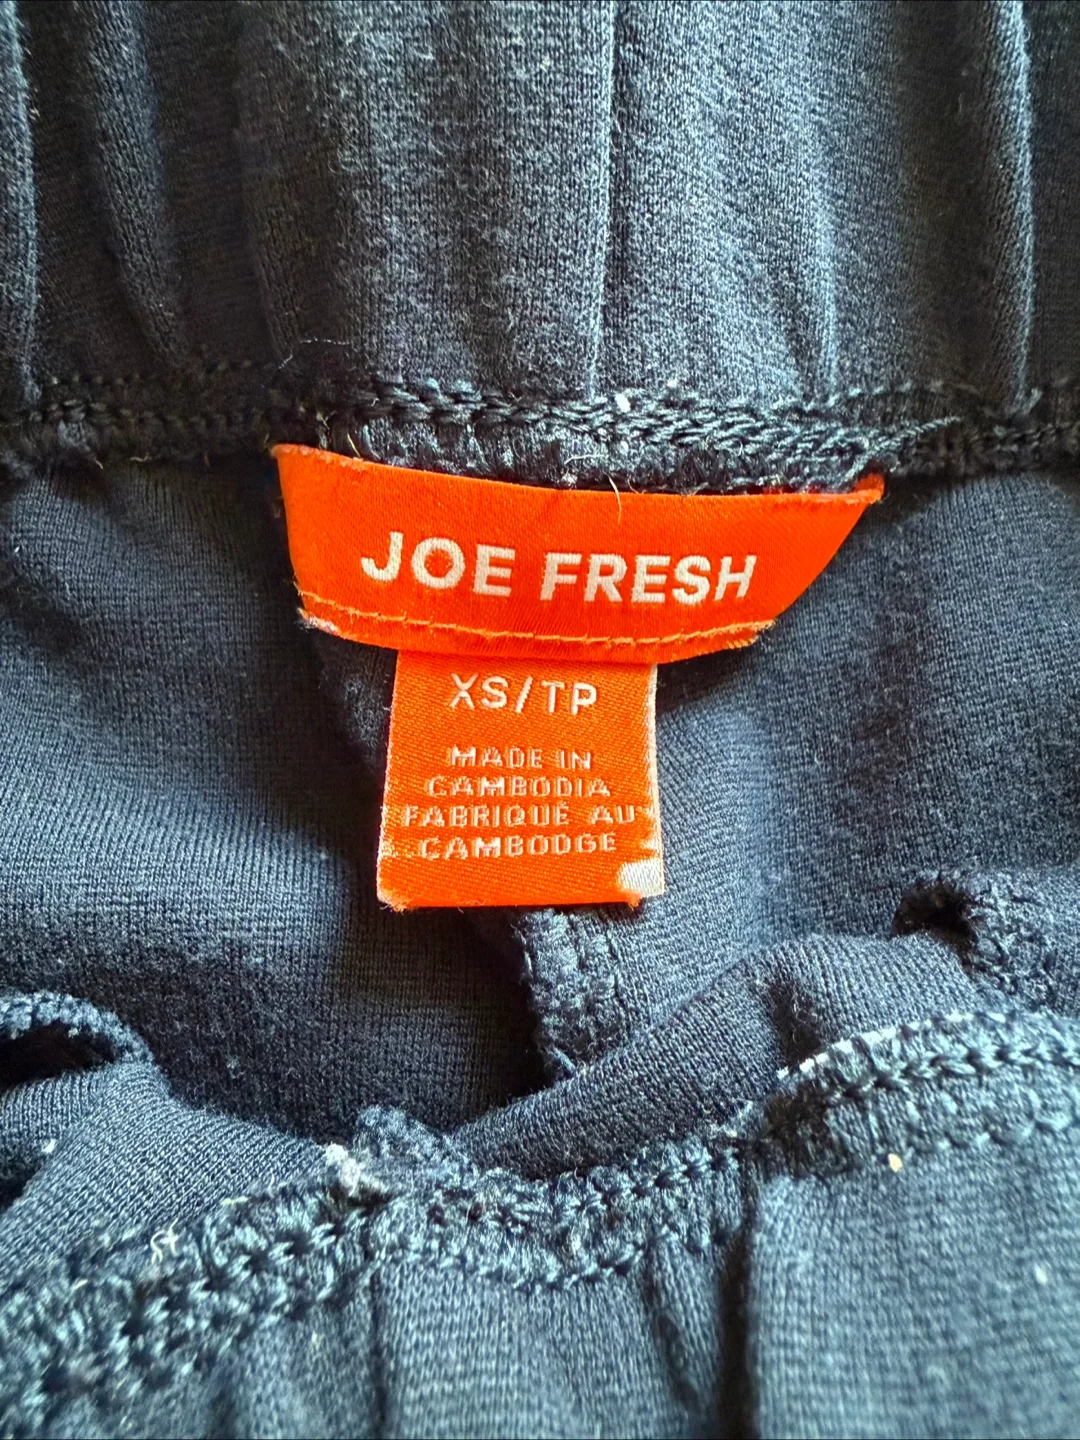 JOE FRESH
XS/TP
MADE IN
CAMBODIA
FABRIQUÉ AU
CAMBODGE